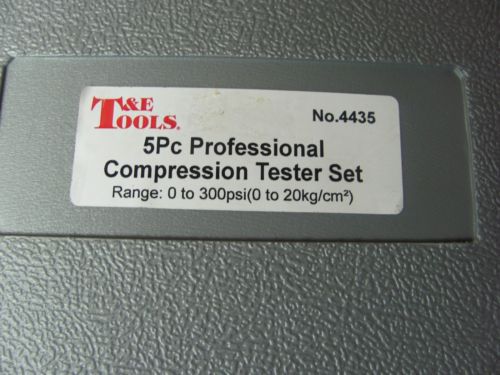 T&E TOOLS.
No.4435
5Pc Professional
Compression Tester Set
Range: 0 to 300psi(0 to 20kg/cm²)